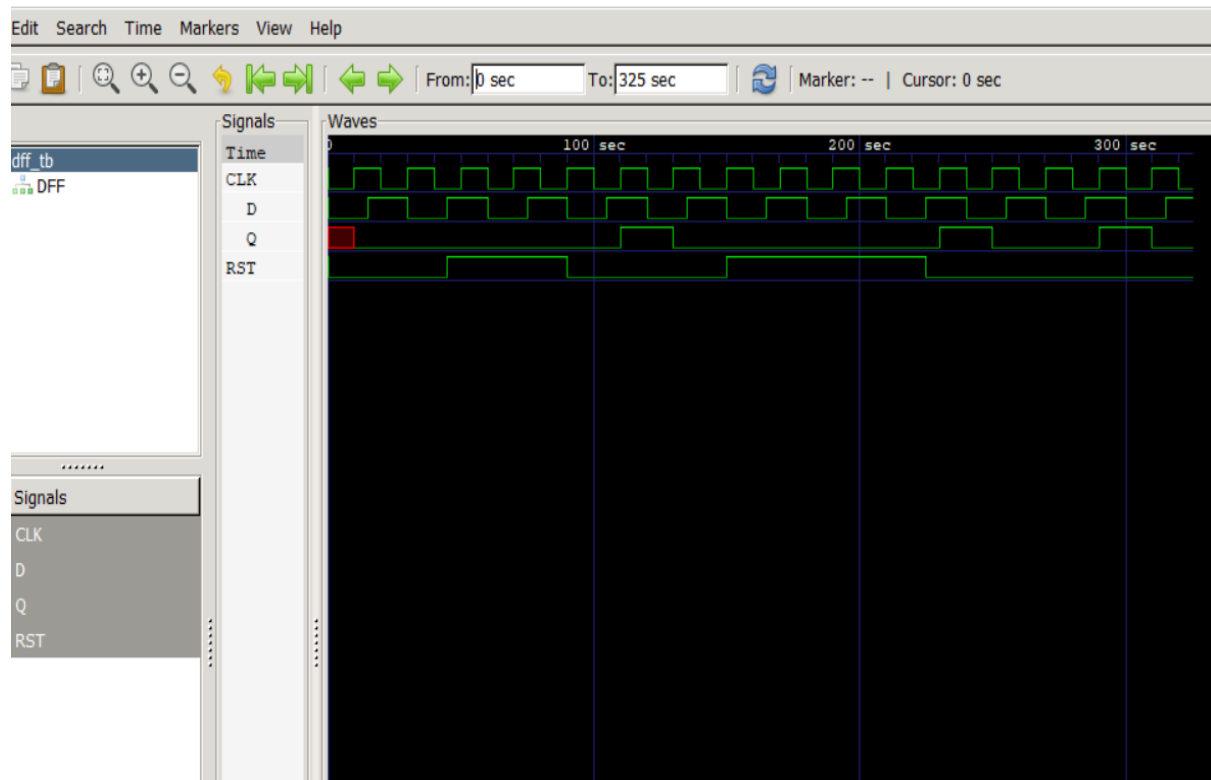 Edit Search Time Markers View Help
From: 0 sec To: 325 sec Marker: -- | Cursor: 0 sec
Signals Waves
dff_tb
DFF
Time
0 100 sec 200 sec 300 sec
CLK
D
Q
RST
Signals
CLK
D
Q
RST